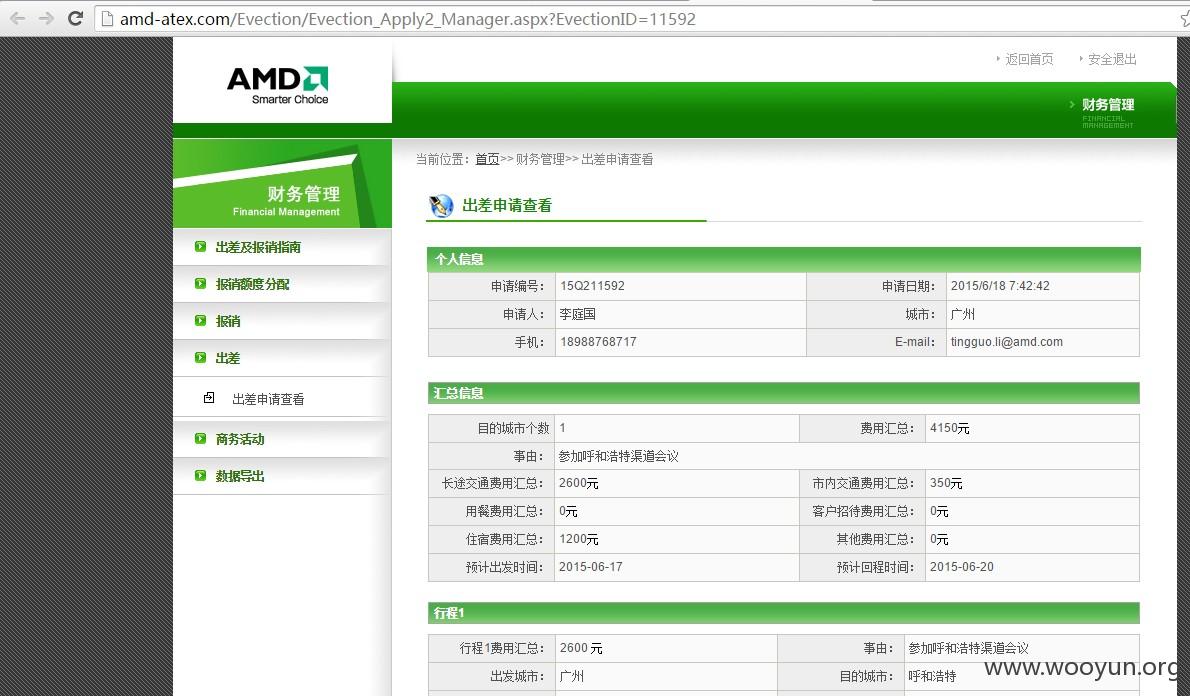 amd-atex.com/Evection/Evection_Apply2_Manager.aspx?EvectionID=11592
AMD
Smarter Choice
返回首页 安全退出
财务管理
FINANCIAL
MANAGEMENT
财务管理
Financial Management
出差及报销指南
报销额度分配
报销
出差
出差申请查看
商务活动
数据导出
当前位置：首页>> 财务管理>> 出差申请查看
出差申请查看
个人信息
申请编号： 15Q211592 申请日期： 2015/6/18 7:42:42
申请人： 李庭国 城市： 广州
手机： 18988768717 E-mail： tingguo.li@amd.com
汇总信息
目的城市个数 1 费用汇总： 4150元
事由： 参加呼和浩特渠道会议
长途交通费用汇总： 2600元 市内交通费用汇总： 350元
用餐费用汇总： 0元 客户招待费用汇总： 0元
住宿费用汇总： 1200元 其他费用汇总： 0元
预计出发时间： 2015-06-17 预计回程时间： 2015-06-20
行程1
行程1费用汇总： 2600 元 事由： 参加呼和浩特渠道会议
出发城市： 广州 目的城市： 呼和浩特
www.wooyun.org